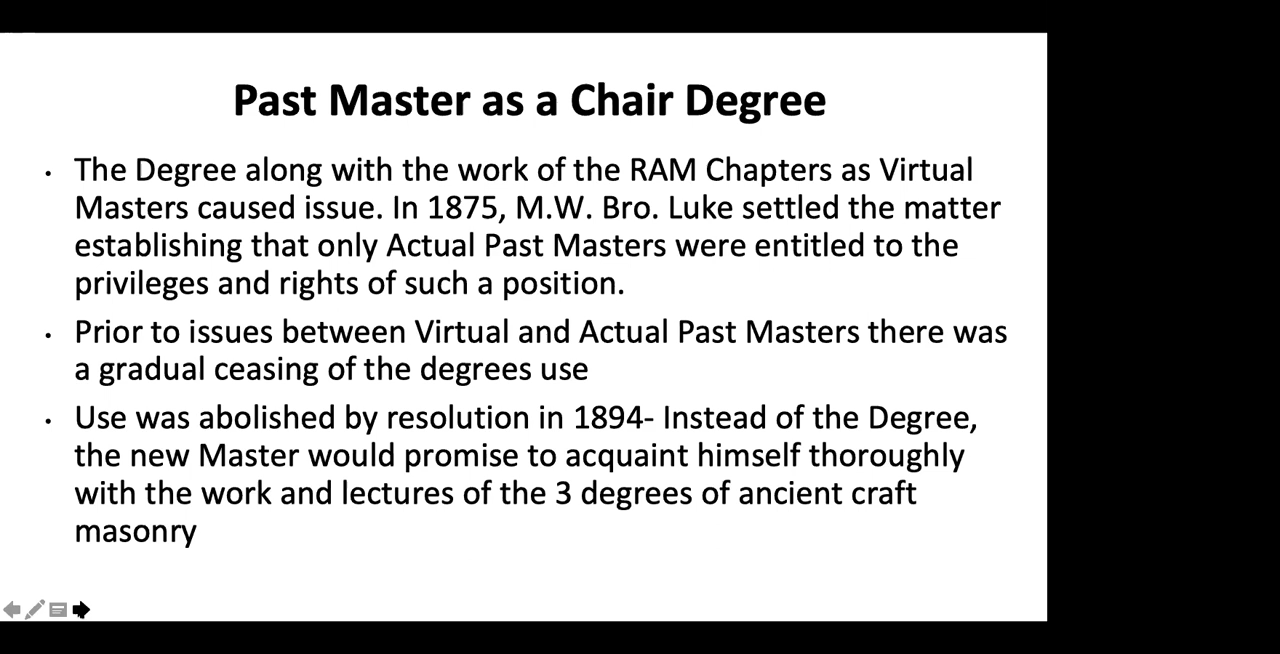 Past Master as a Chair Degree
• The Degree along with the work of the RAM Chapters as Virtual
Masters caused issue. In 1875, M.W. Bro. Luke settled the matter
establishing that only Actual Past Masters were entitled to the
privileges and rights of such a position.
• Prior to issues between Virtual and Actual Past Masters there was
a gradual ceasing of the degrees use
• Use was abolished by resolution in 1894- Instead of the Degree,
the new Master would promise to acquaint himself thoroughly
with the work and lectures of the 3 degrees of ancient craft
masonry